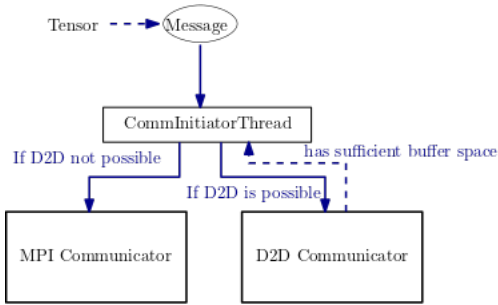 Tensor
Message
CommInitiatorThread
has sufficient buffer space
If D2D not possible
If D2D is possible
MPI Communicator
D2D Communicator